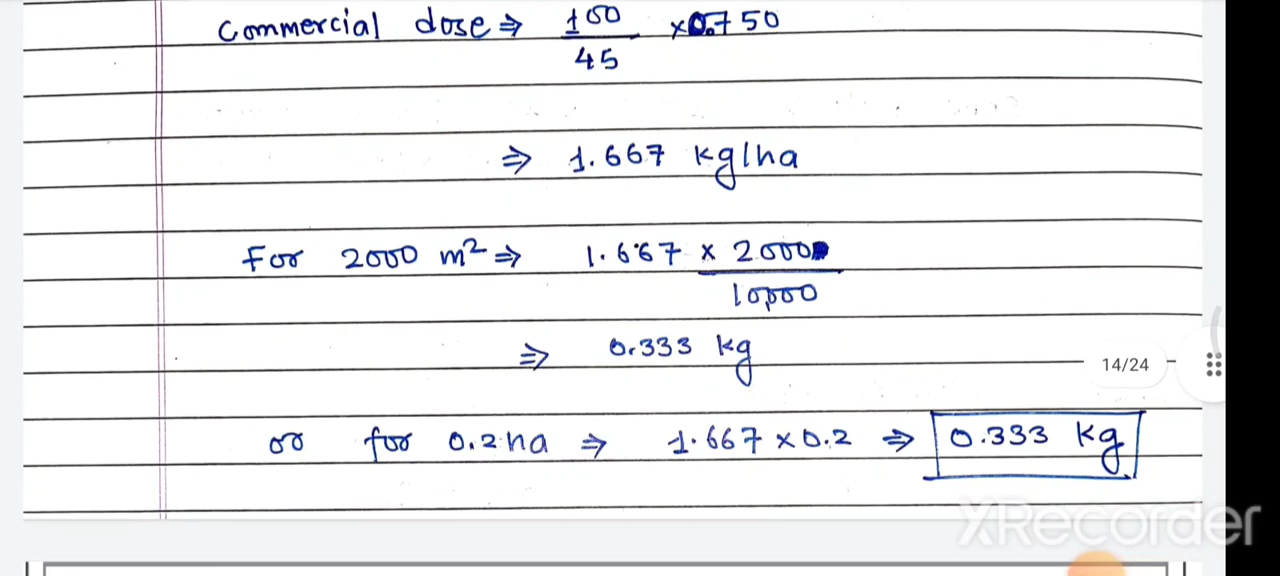 Commercial dose ⇒ 100/45 × 0.750
⇒ 1.667 kg/ha
For 2000 m² ⇒ 1.667 × 2000/10000
⇒ 0.333 kg
14/24
or for 0.2 ha ⇒ 1.667 × 0.2 ⇒ 0.333 kg
XRecorder